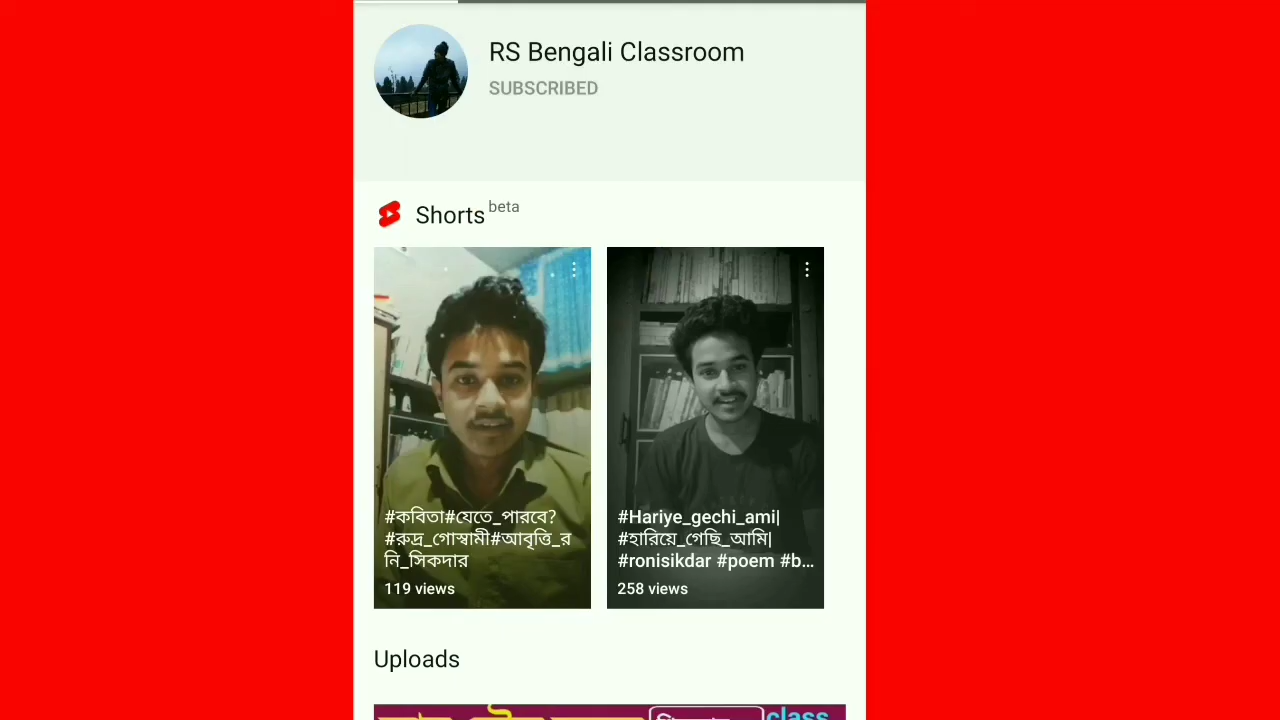 RS Bengali Classroom
SUBSCRIBED
Shorts beta
#কবিতা#যেতে_পারবে?
#রুদ্র_গোস্বামী#আবৃত্তি_র
নি_সিকদার
119 views
#Hariye_gechi_ami|
#হারিয়ে_গেছি_আমি|
#ronisikdar #poem #b...
258 views
Uploads
class